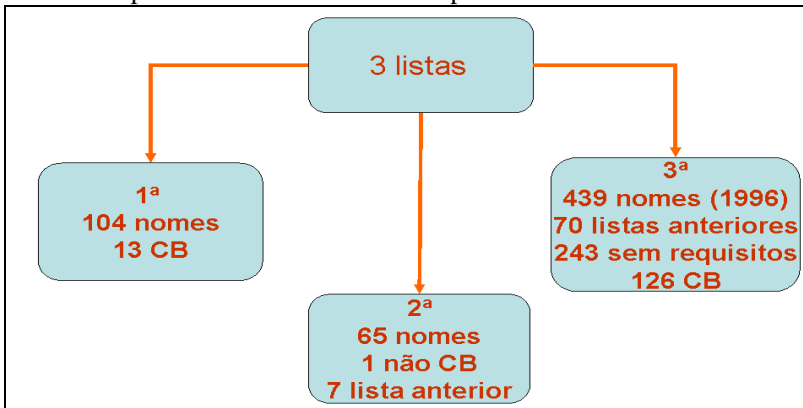 3 listas
1ª
104 nomes
13 CB
2ª
65 nomes
1 não CB
7 lista anterior
3ª
439 nomes (1996)
70 listas anteriores
243 sem requisitos
126 CB